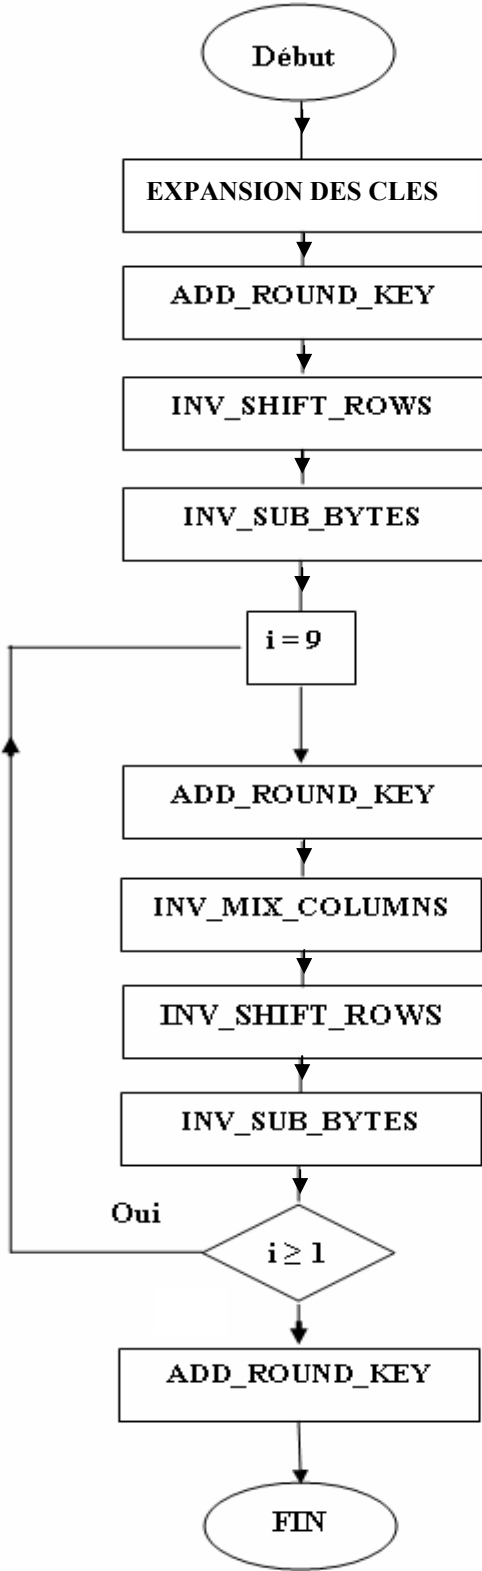 Début
EXPANSION DES CLES
ADD_ROUND_KEY
INV_SHIFT_ROWS
INV_SUB_BYTES
i = 9
ADD_ROUND_KEY
INV_MIX_COLUMNS
INV_SHIFT_ROWS
INV_SUB_BYTES
Oui
i ≥ 1
ADD_ROUND_KEY
FIN